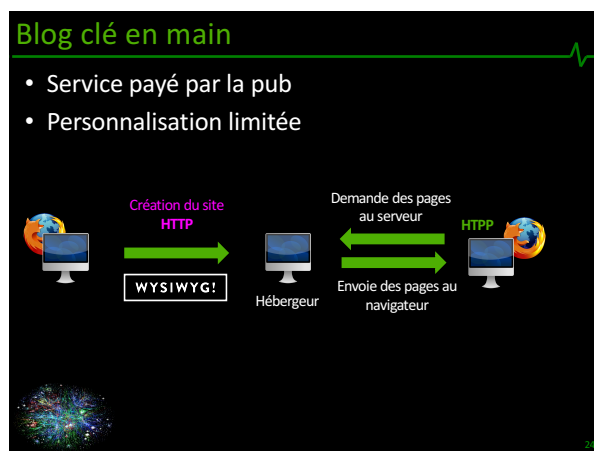 Blog clé en main
• Service payé par la pub
• Personnalisation limitée
Création du site
HTTP
WYSIWYG!
Hébergeur
Demande des pages
au serveur
HTPP
Envoie des pages au
navigateur
24